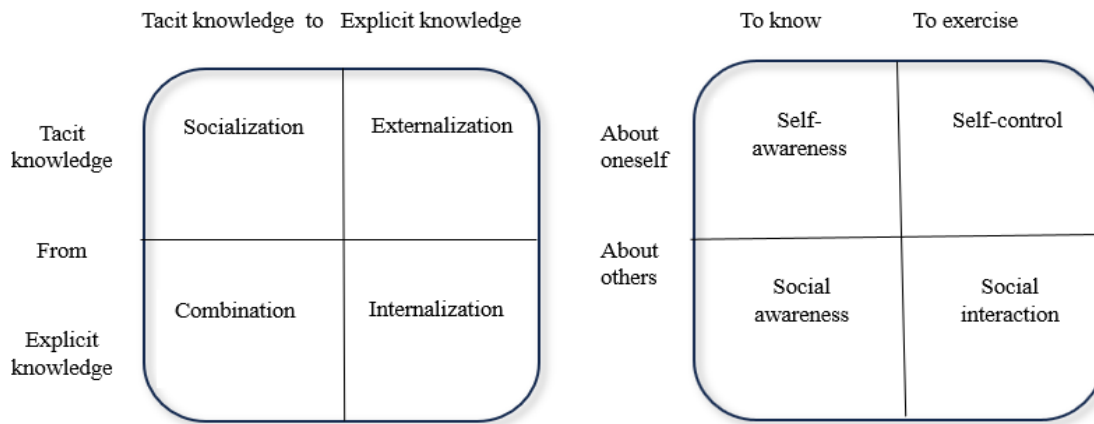 Tacit knowledge to Explicit knowledge
Tacit
knowledge
From
Explicit
knowledge
Socialization
Externalization
Combination
Internalization
To know
To exercise
About
oneself
About
others
Self-
awareness
Self-control
Social
awareness
Social
interaction